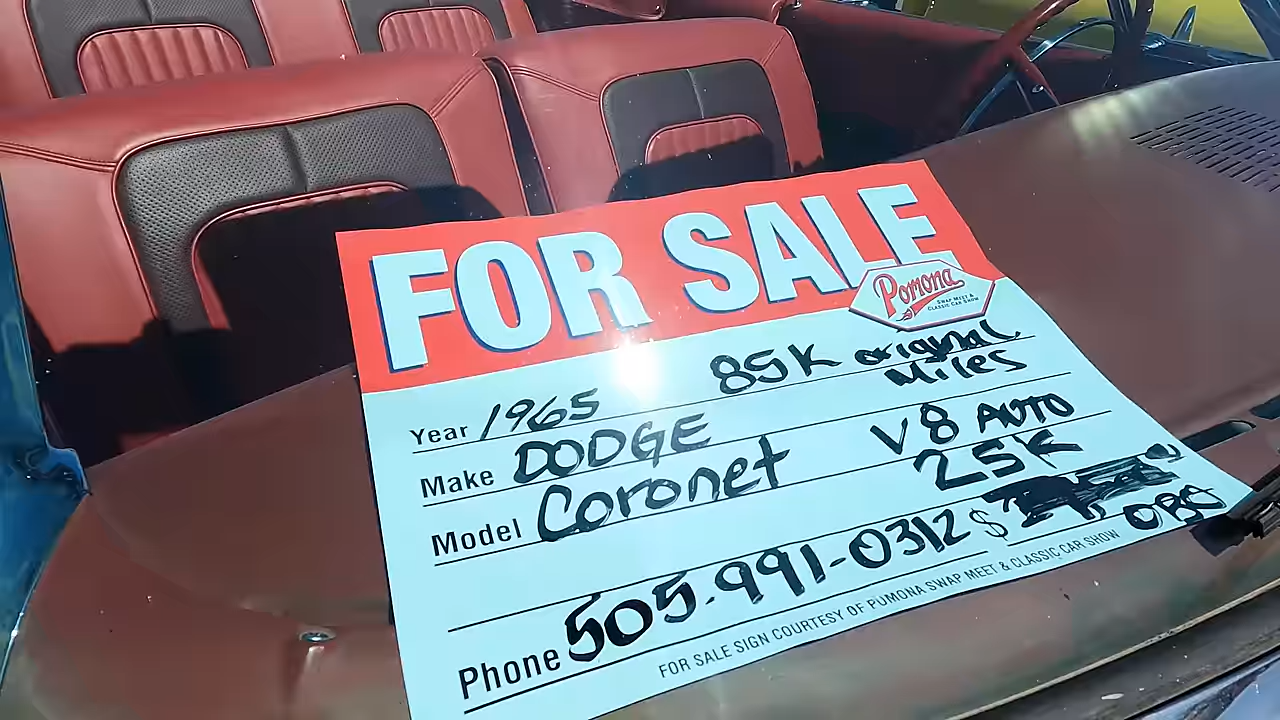 FOR SALE
Pomona
SWAP MEET &
CLASSIC CAR SHOW
Year 1965 85K original
Miles
Make DODGE V8 AUTO
Model Coronet 25K
$ OBO
Phone 505-991-0312
FOR SALE SIGN COURTESY OF POMONA SWAP MEET & CLASSIC CAR SHOW